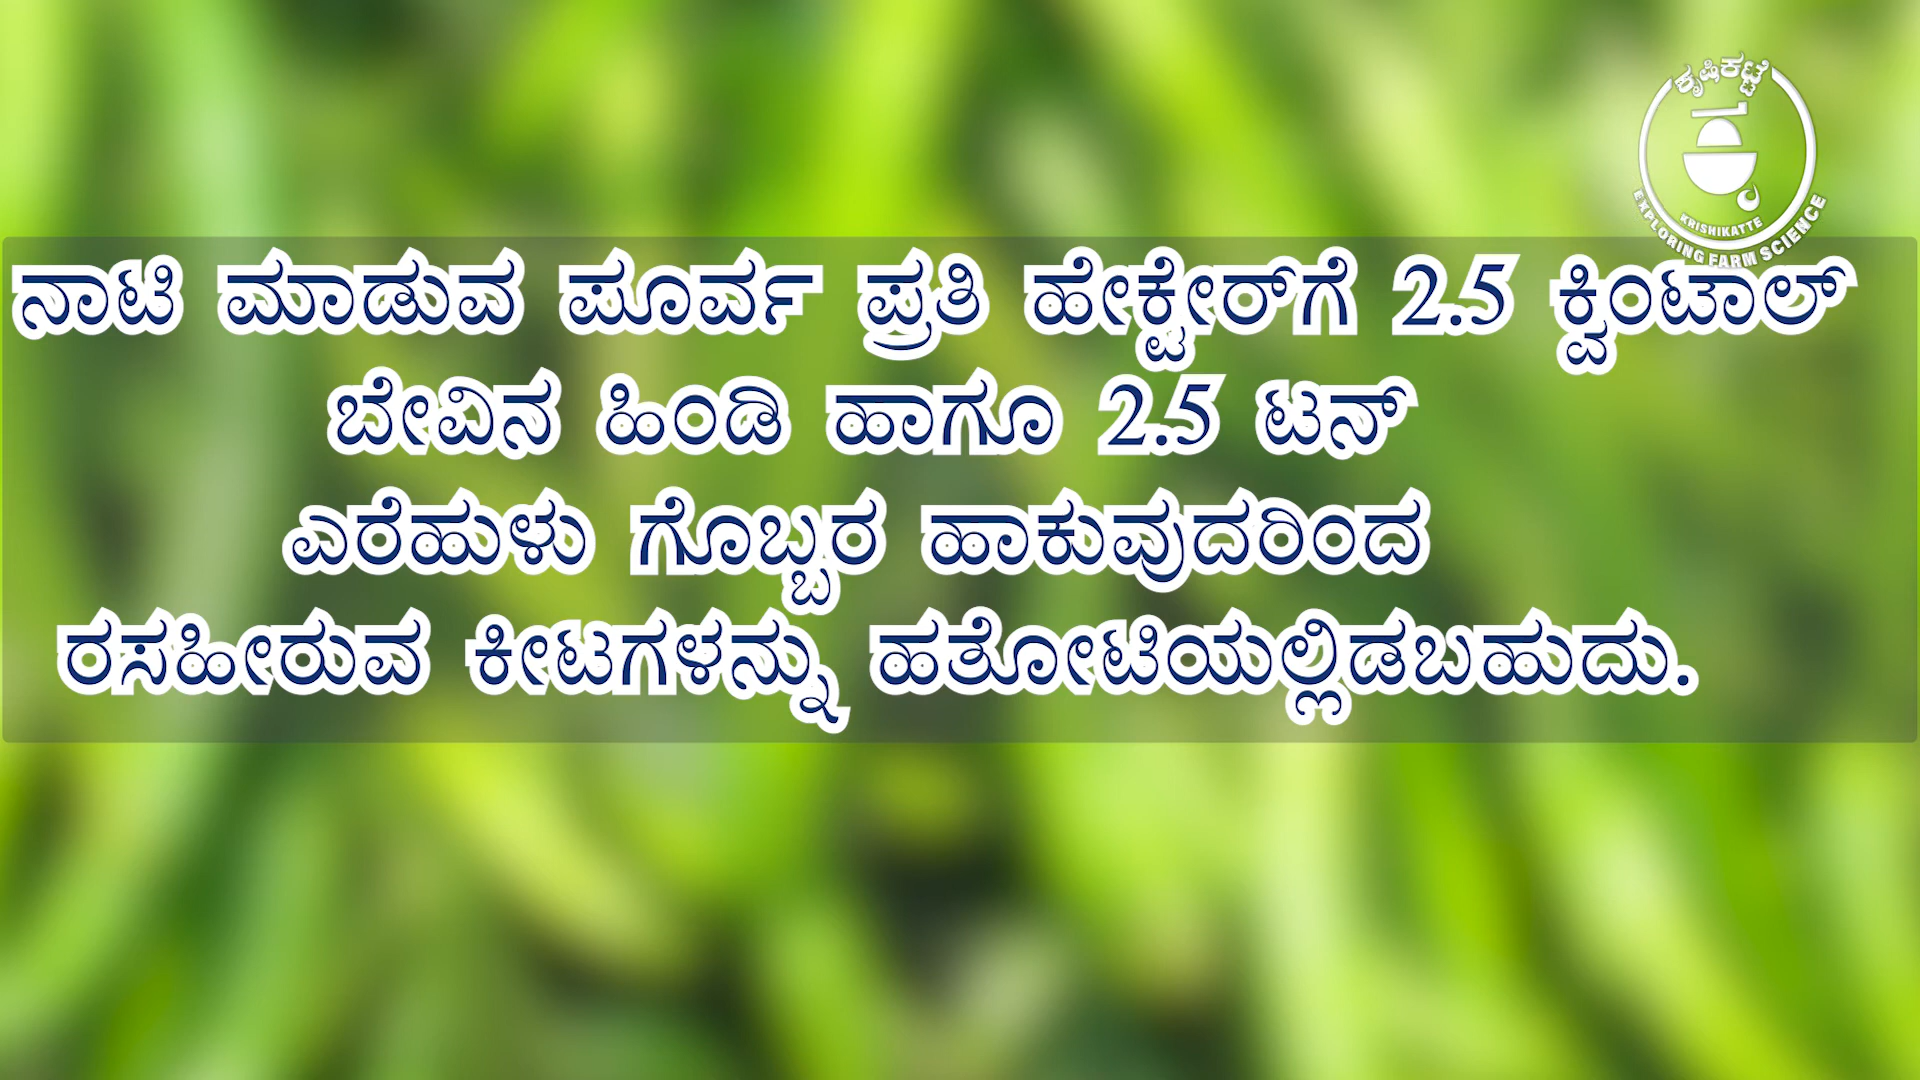 ಕೃಷಿಕಟ್ಟೆ
KRISHIKATTE
EXPLORING FARM SCIENCE
ನಾಟಿ ಮಾಡುವ ಪೂರ್ವ ಪ್ರತಿ ಹೇಕ್ಟೇರ್‌ಗೆ 2.5 ಕ್ವಿಂಟಾಲ್
ಬೇವಿನ ಹಿಂಡಿ ಹಾಗೂ 2.5 ಟನ್
ಎರೆಹುಳು ಗೊಬ್ಬರ ಹಾಕುವುದರಿಂದ
ರಸಹೀರುವ ಕೀಟಗಳನ್ನು ಹತೋಟಿಯಲ್ಲಿಡಬಹುದು.